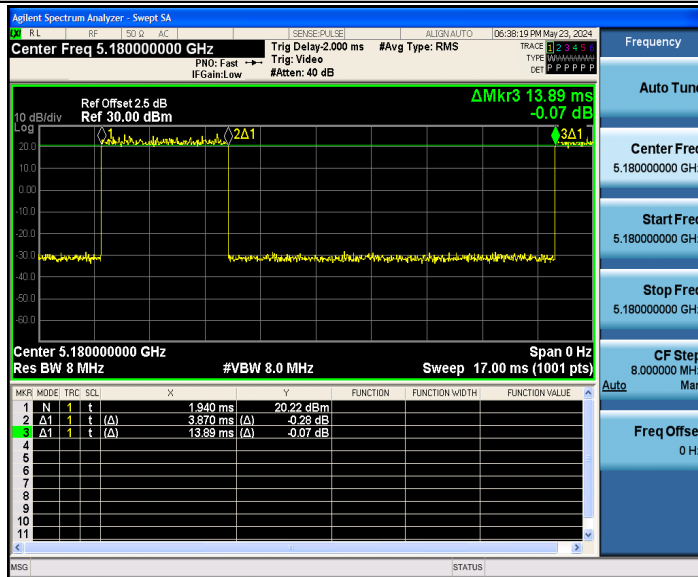 Agilent Spectrum Analyzer - Swept SA
RL RF 50 Ω AC SENSE:PULSE ALIGNAUTO 06:38:19 PM May 23, 2024
Center Freq 5.180000000 GHz
PNO: Fast
IFGain:Low
Trig Delay-2.000 ms
Trig: Video
#Atten: 40 dB
#Avg Type: RMS
TRACE 1 2 3 4 5 6
TYPE W
DET P P P P P P
Ref Offset 2.5 dB
10 dB/div Ref 30.00 dBm
Log
ΔMkr3 13.89 ms
-0.07 dB
1 2Δ1 3Δ1
20.0
10.0
0.00
-10.0
-20.0
-30.0
-40.0
-50.0
-60.0
Center 5.180000000 GHz Span 0 Hz
Res BW 8 MHz #VBW 8.0 MHz Sweep 17.00 ms (1001 pts)
MKR MODE TRC SCL X Y FUNCTION FUNCTION WIDTH FUNCTION VALUE
1 N 1 t 1.940 ms 20.22 dBm
2 Δ1 1 t (Δ) 3.870 ms (Δ) -0.28 dB
3 Δ1 1 t (Δ) 13.89 ms (Δ) -0.07 dB
4
5
6
7
8
9
10
11
MSG STATUS
Frequency
Auto Tune
Center Freq
5.180000000 GHz
Start Freq
5.180000000 GHz
Stop Freq
5.180000000 GHz
CF Step
8.000000 MHz
Auto Man
Freq Offset
0 Hz